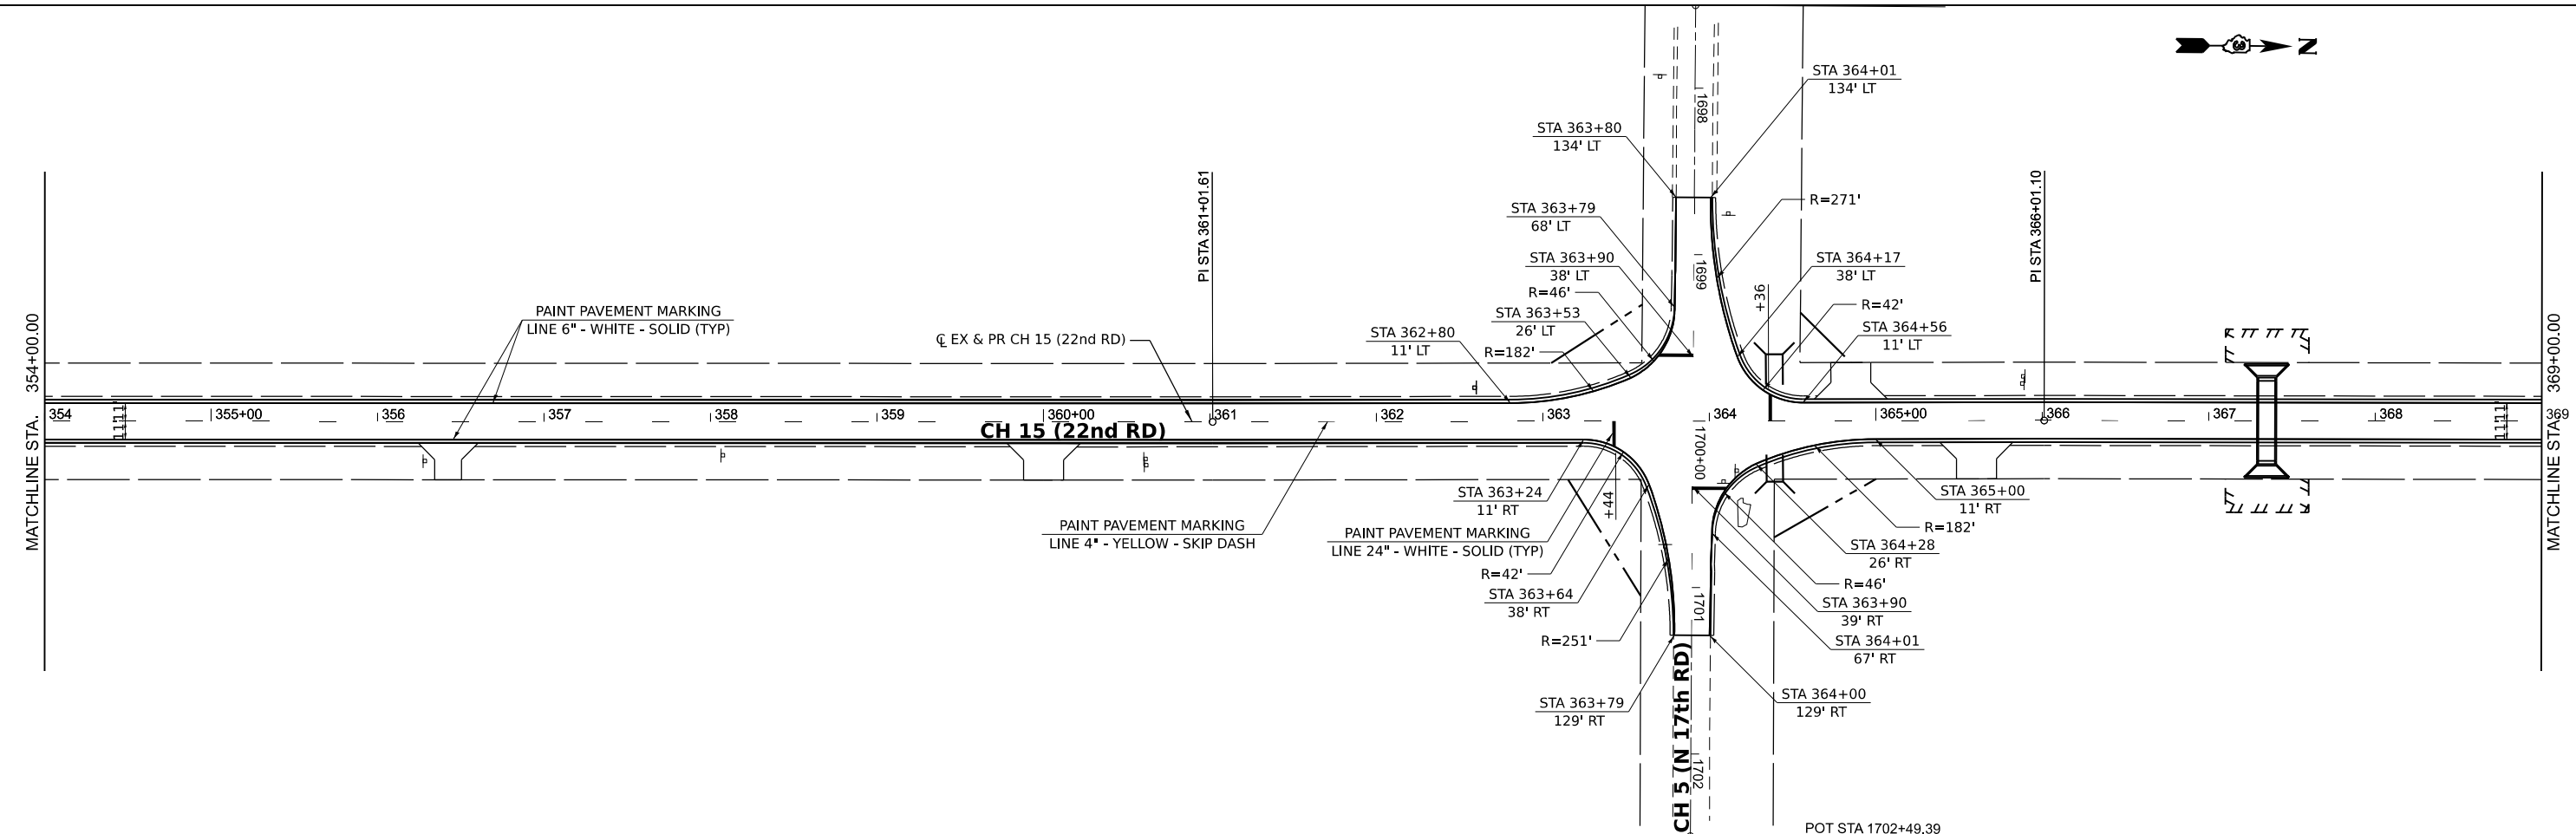 N
STA 364+01
134' LT
1698
STA 363+80
134' LT
PI STA 361+01.61
PI STA 366+01.10
R=271'
STA 363+79
68' LT
STA 363+90
38' LT
R=46'
1699
STA 364+17
38' LT
+36
R=42'
STA 363+53
26' LT
STA 364+56
11' LT
PAINT PAVEMENT MARKING
LINE 6" - WHITE - SOLID (TYP)
℄ EX & PR CH 15 (22nd RD)
STA 362+80
11' LT
R=182'
MATCHLINE STA. 354+00.00
MATCHLINE STA. 369+00.00
11'
11'
354
355+00
356
357
358
359
360+00
361
362
363
364
365+00
366
367
368
369
11'
11'
CH 15 (22nd RD)
1700+00
STA 363+24
11' RT
+44
STA 365+00
11' RT
PAINT PAVEMENT MARKING
LINE 4" - YELLOW - SKIP DASH
PAINT PAVEMENT MARKING
LINE 24" - WHITE - SOLID (TYP)
R=182'
STA 364+28
26' RT
R=42'
R=46'
STA 363+64
38' RT
1701
STA 363+90
39' RT
R=251'
STA 364+01
67' RT
CH 5 (N 17th RD)
STA 363+79
129' RT
STA 364+00
129' RT
1702
POT STA 1702+49.39